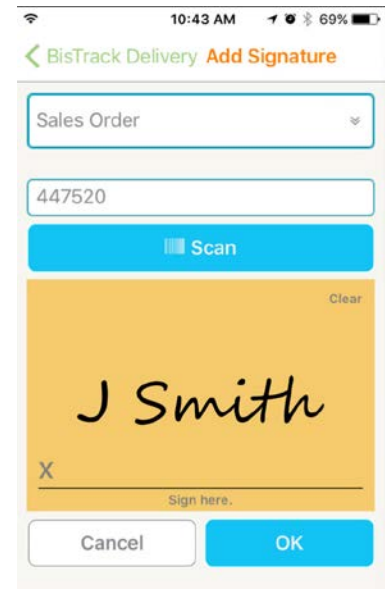 10:43 AM 69%
BisTrack Delivery Add Signature
Sales Order
447520
Scan
Clear
J Smith
X
Sign here.
Cancel OK